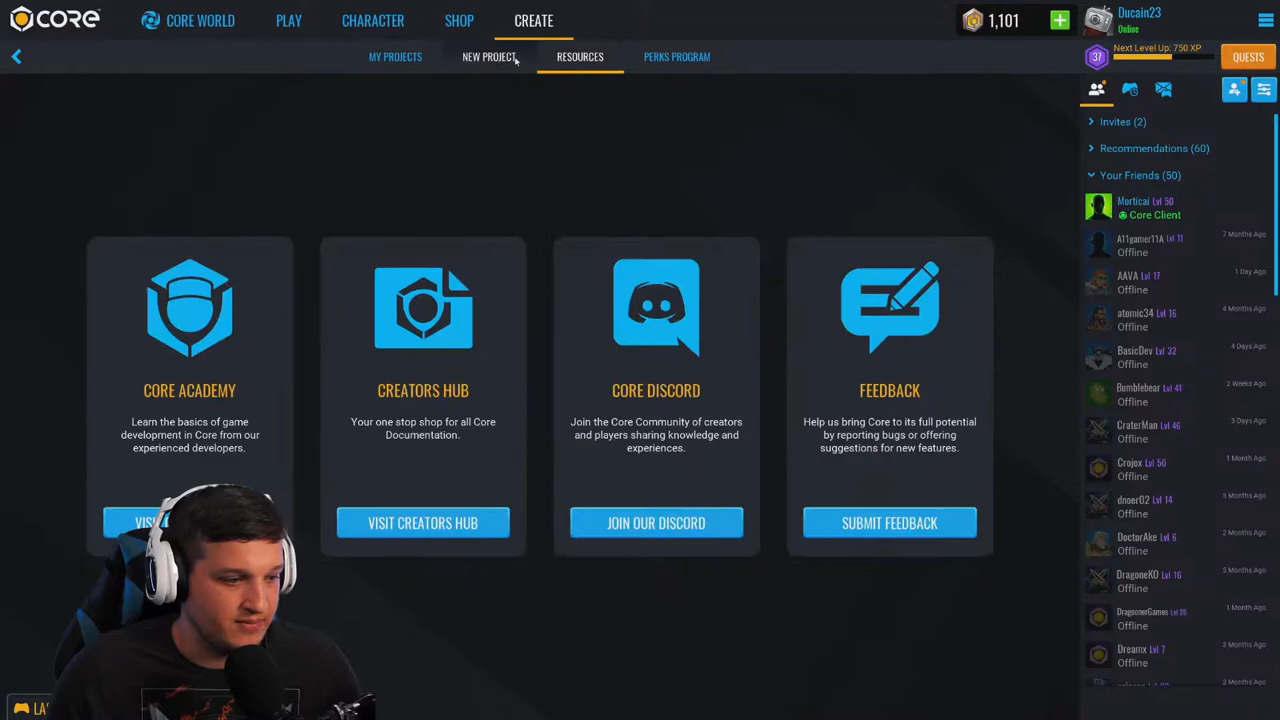 CORE
CORE WORLD
PLAY
CHARACTER
SHOP
CREATE
1,101
Ducain23
Online
MY PROJECTS
NEW PROJECT
RESOURCES
PERKS PROGRAM
37
Next Level Up: 750 XP
QUESTS
Invites (2)
Recommendations (60)
Your Friends (50)
Morticai Lvl 50
Core Client
A11gamer11A Lvl 11
7 Months Ago
Offline
AAVA Lvl 17
1 Day Ago
Offline
atomic34 Lvl 16
4 Months Ago
Offline
BasicDev Lvl 32
4 Days Ago
Offline
Bumblebear Lvl 41
2 Weeks Ago
Offline
CraterMan Lvl 46
3 Days Ago
Offline
Crojox Lvl 50
1 Month Ago
Offline
dnoer02 Lvl 14
5 Months Ago
Offline
DoctorAke Lvl 6
2 Months Ago
Offline
DragoneKO Lvl 16
5 Months Ago
Offline
DragoonerGames Lvl 26
1 Month Ago
Offline
Dreamx Lvl 7
3 Months Ago
Offline
2 Months Ago
CORE ACADEMY
Learn the basics of game
development in Core from our
experienced developers.
CREATORS HUB
Your one stop shop for all Core
Documentation.
VISIT CREATORS HUB
CORE DISCORD
Join the Core Community of creators
and players sharing knowledge and
experiences.
JOIN OUR DISCORD
FEEDBACK
Help us bring Core to its full potential
by reporting bugs or offering
suggestions for new features.
SUBMIT FEEDBACK